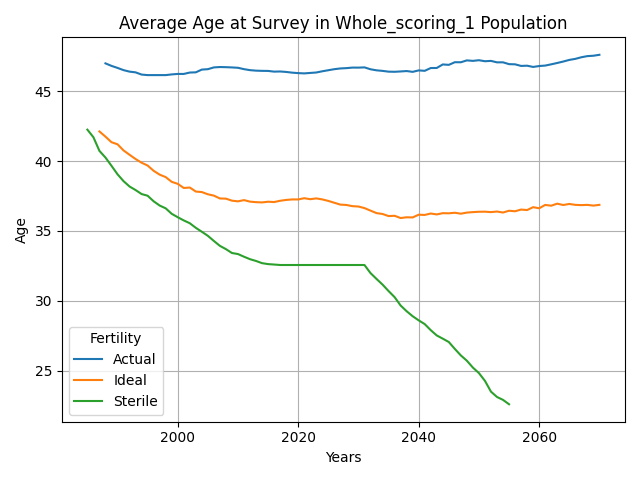 Average Age at Survey in Whole_scoring_1 Population
Age
45
40
35
30
25
Fertility
Actual
Ideal
Sterile
2000 2020 2040 2060
Years